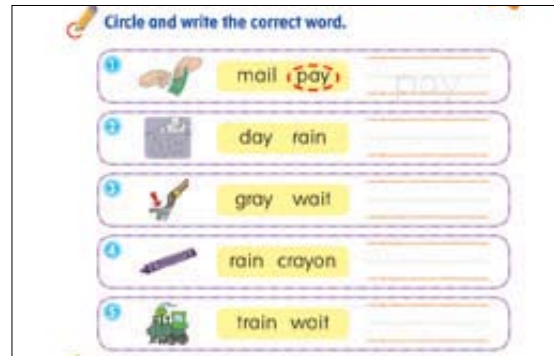 Circle and write the correct word.
1 mail pay pay
2 day rain
3 gray wait
4 rain crayon
5 train wait